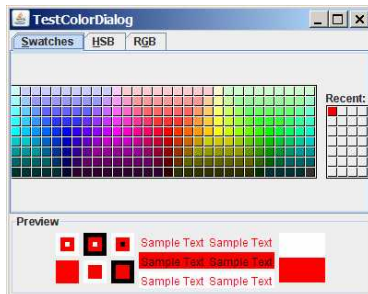 TestColorDialog
Swatches HSB RGB
Recent:
Preview
Sample Text Sample Text
Sample Text Sample Text
Sample Text Sample Text